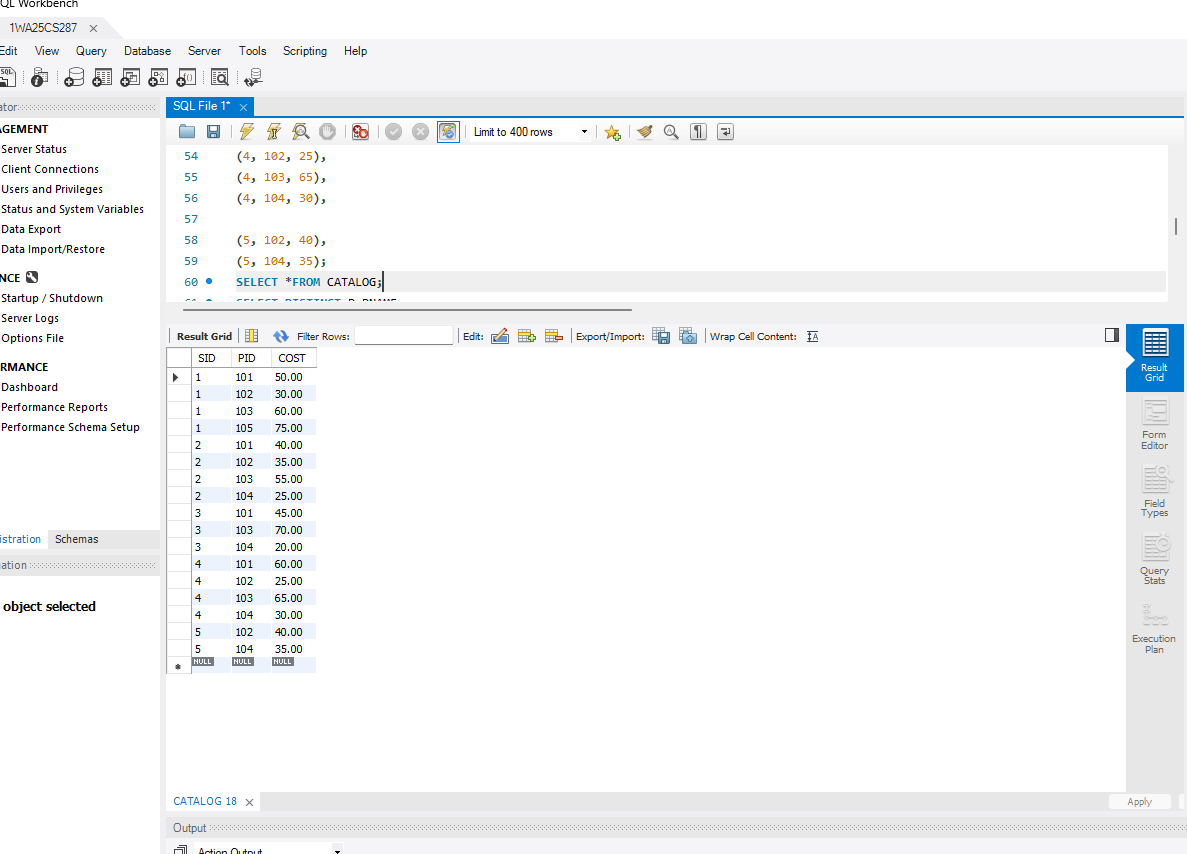 QL Workbench
1WA25CS287
Edit View Query Database Server Tools Scripting Help
SQL
ator
AGEMENT
Server Status
Client Connections
Users and Privileges
Status and System Variables
Data Export
Data Import/Restore
NCE
Startup / Shutdown
Server Logs
Options File
RMANCE
Dashboard
Performance Reports
Performance Schema Setup
istration Schemas
ation
object selected
SQL File 1*
Limit to 400 rows
54 (4, 102, 25),
55 (4, 103, 65),
56 (4, 104, 30),
57
58 (5, 102, 40),
59 (5, 104, 35);
60 SELECT *FROM CATALOG;
61 SELECT DISTINCT P.PNAME
Result Grid Filter Rows: Edit: Export/Import: Wrap Cell Content:
SID PID COST
1 101 50.00
1 102 30.00
1 103 60.00
1 105 75.00
2 101 40.00
2 102 35.00
2 103 55.00
2 104 25.00
3 101 45.00
3 103 70.00
3 104 20.00
4 101 60.00
4 102 25.00
4 103 65.00
4 104 30.00
5 102 40.00
5 104 35.00
NULL NULL NULL
Result
Grid
Form
Editor
Field
Types
Query
Stats
Execution
Plan
CATALOG 18
Apply
Output
Action Output